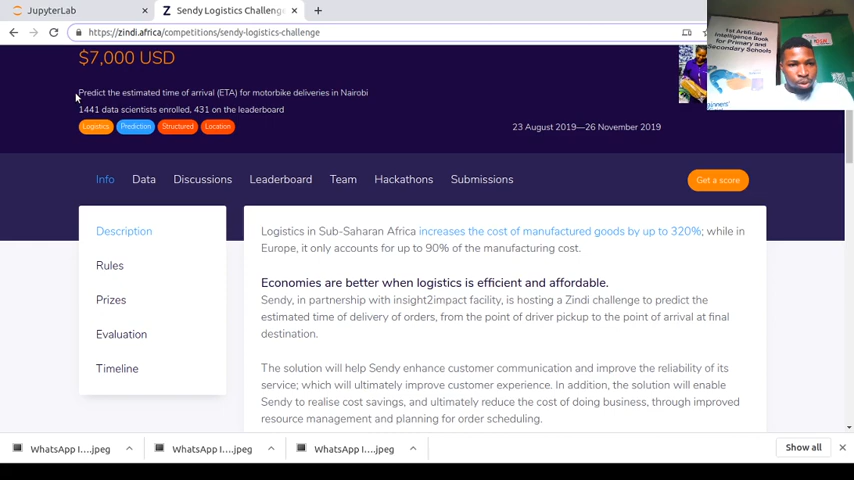 JupyterLab
Sendy Logistics Challenge
https://zindi.africa/competitions/sendy-logistics-challenge
$7,000 USD
Predict the estimated time of arrival (ETA) for motorbike deliveries in Nairobi
1441 data scientists enrolled, 431 on the leaderboard
Logistics Prediction Structured Location
23 August 2019—26 November 2019
1st Artificial
Intelligence Book
for Primary and
Secondary Schools
Info Data Discussions Leaderboard Team Hackathons Submissions
Get a score
Description
Rules
Prizes
Evaluation
Timeline
Logistics in Sub-Saharan Africa increases the cost of manufactured goods by up to 320%; while in
Europe, it only accounts for up to 90% of the manufacturing cost.
Economies are better when logistics is efficient and affordable.
Sendy, in partnership with insight2impact facility, is hosting a Zindi challenge to predict the
estimated time of delivery of orders, from the point of driver pickup to the point of arrival at final
destination.
The solution will help Sendy enhance customer communication and improve the reliability of its
service; which will ultimately improve customer experience. In addition, the solution will enable
Sendy to realise cost savings, and ultimately reduce the cost of doing business, through improved
resource management and planning for order scheduling.
WhatsApp I....jpeg
WhatsApp I....jpeg
WhatsApp I....jpeg
Show all